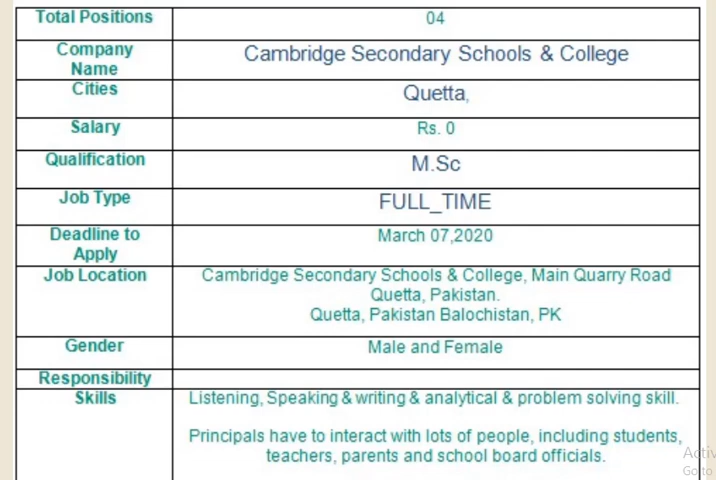 Total Positions 04
Company Name Cambridge Secondary Schools & College
Cities Quetta,
Salary Rs. 0
Qualification M.Sc
Job Type FULL_TIME
Deadline to Apply March 07,2020
Job Location Cambridge Secondary Schools & College, Main Quarry Road
Quetta, Pakistan.
Quetta, Pakistan Balochistan, PK
Gender Male and Female
Responsibility
Skills Listening, Speaking & writing & analytical & problem solving skill.
Principals have to interact with lots of people, including students,
teachers, parents and school board officials.
Activ
Go to